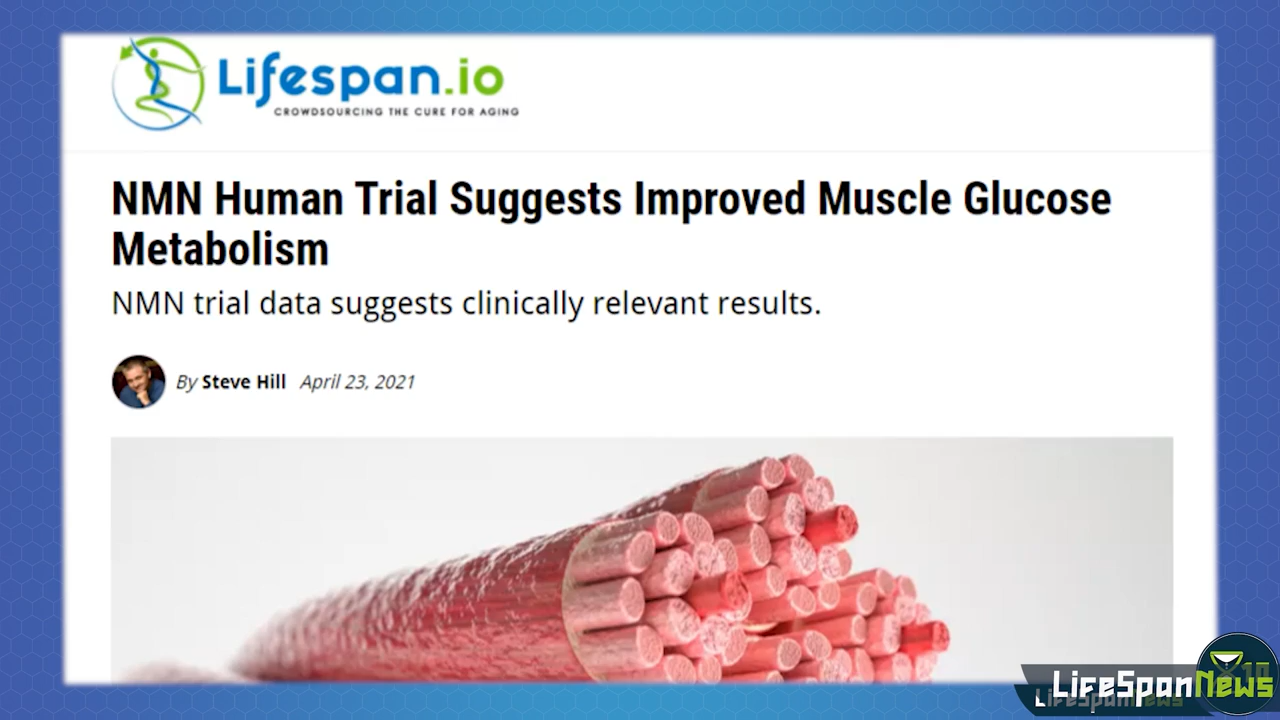 Lifespan.io
CROWDSOURCING THE CURE FOR AGING
NMN Human Trial Suggests Improved Muscle Glucose
Metabolism
NMN trial data suggests clinically relevant results.
By Steve Hill April 23, 2021
LifeSpanNews